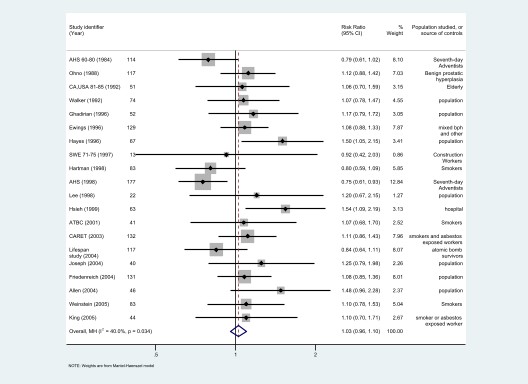 Study identifier
(Year)
Risk Ratio
(95% CI)
%
Weight
Population studied, or
source of controls
AHS 60-80 (1984) 114 0.79 (0.61, 1.02) 8.10 Seventh-day
Adventists
Ohno (1988) 117 1.12 (0.88, 1.42) 7.03 Benign prostatic
hyperplasia
CA,USA 81-85 (1992) 51 1.06 (0.70, 1.59) 3.15 Elderly
Walker (1992) 74 1.07 (0.78, 1.47) 4.55 population
Ghadirian (1996) 52 1.17 (0.79, 1.72) 3.05 population
Ewings (1996) 129 1.08 (0.88, 1.33) 7.87 mixed bph
and other
Hayes (1996) 67 1.50 (1.05, 2.15) 3.41 population
SWE 71-75 (1997) 13 0.92 (0.42, 2.03) 0.86 Construction
Workers
Hartman (1998) 83 0.80 (0.59, 1.09) 5.85 Smokers
AHS (1998) 177 0.75 (0.61, 0.93) 12.84 Seventh-day
Adventists
Lee (1998) 22 1.20 (0.67, 2.15) 1.27 population
Hsieh (1999) 63 1.54 (1.09, 2.19) 3.13 hospital
ATBC (2001) 41 1.07 (0.68, 1.70) 2.52 Smokers
CARET (2003) 132 1.11 (0.86, 1.43) 7.96 smokers and asbestos
exposed workers
Lifespan
study (2004) 117 0.84 (0.64, 1.11) 8.07 atomic bomb
survivors
Joseph (2004) 40 1.25 (0.79, 1.98) 2.26 population
Friedenreich (2004) 131 1.08 (0.85, 1.36) 8.01 population
Allen (2004) 46 1.48 (0.96, 2.28) 2.37 population
Weinstein (2005) 63 1.10 (0.78, 1.53) 5.04 Smokers
King (2005) 44 1.10 (0.70, 1.71) 2.67 smoker or asbestos
exposed worker
Overall, MH (I² = 40.0%, p = 0.034) 1.03 (0.96, 1.10) 100.00
.5 1 2
NOTE: Weights are from Mantel-Haenszel model